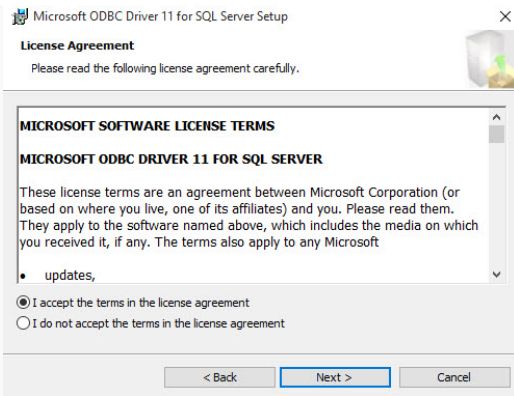 Microsoft ODBC Driver 11 for SQL Server Setup
License Agreement
Please read the following license agreement carefully.
MICROSOFT SOFTWARE LICENSE TERMS
MICROSOFT ODBC DRIVER 11 FOR SQL SERVER
These license terms are an agreement between Microsoft Corporation (or
based on where you live, one of its affiliates) and you. Please read them.
They apply to the software named above, which includes the media on which
you received it, if any. The terms also apply to any Microsoft
• updates,
I accept the terms in the license agreement
I do not accept the terms in the license agreement
< Back Next > Cancel